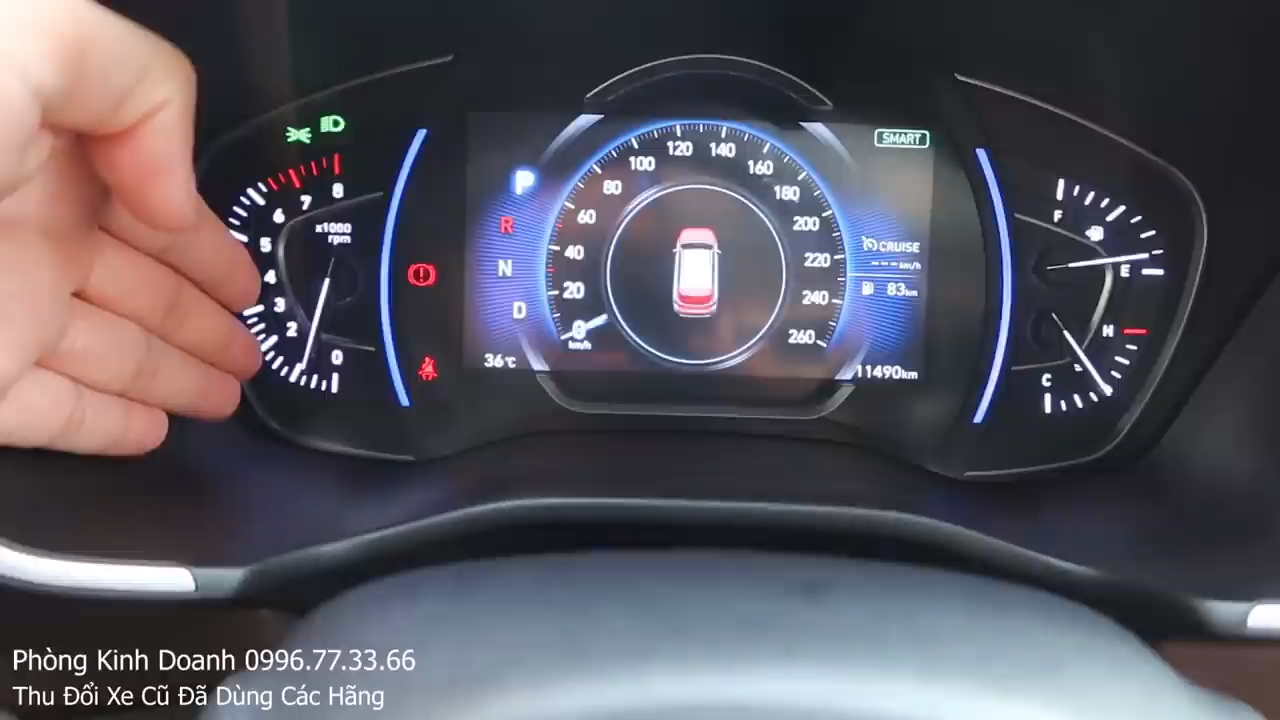 8
7
6
5
4
3
2
0
x1000
rpm
P
R
N
D
0
20
40
60
80
100
120
140
160
180
200
220
240
260
km/h
36℃
SMART
CRUISE
--- km/h
83km
11490km
F
E
H
C
Phòng Kinh Doanh 0996.77.33.66
Thu Đổi Xe Cũ Đã Dùng Các Hãng